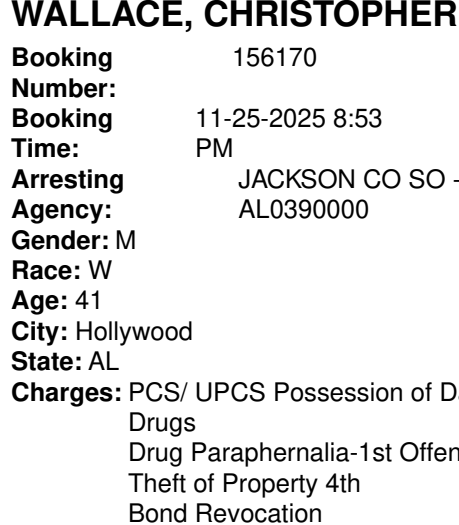 WALLACE, CHRISTOPHER
Booking Number: 156170
Booking Time: 11-25-2025 8:53 PM
Arresting Agency: JACKSON CO SO - AL0390000
Gender: M
Race: W
Age: 41
City: Hollywood
State: AL
Charges: PCS/ UPCS Possession of
Drugs
Drug Paraphernalia-1st
Theft of Property 4th
Bond Revocation